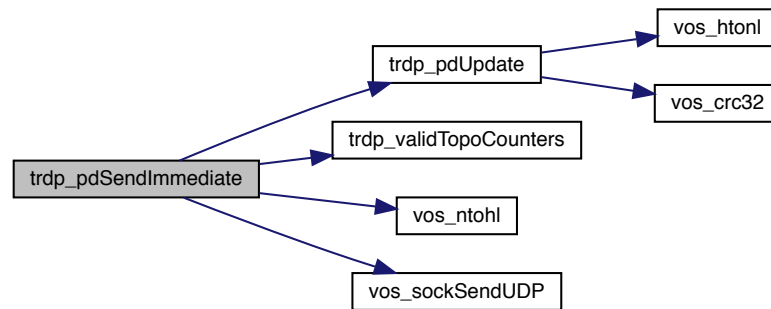 vos_htonl
trdp_pdUpdate
vos_crc32
trdp_validTopoCounters
trdp_pdSendImmediate
vos_ntohl
vos_sockSendUDP